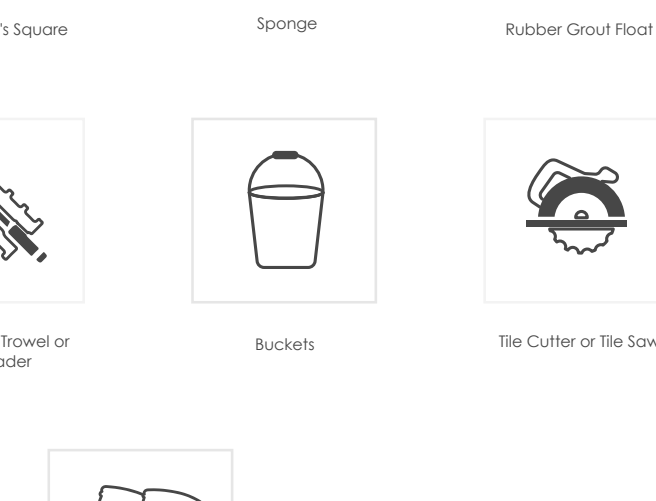 's Square
Sponge
Rubber Grout Float
Trowel or
ader
Buckets
Tile Cutter or Tile Saw